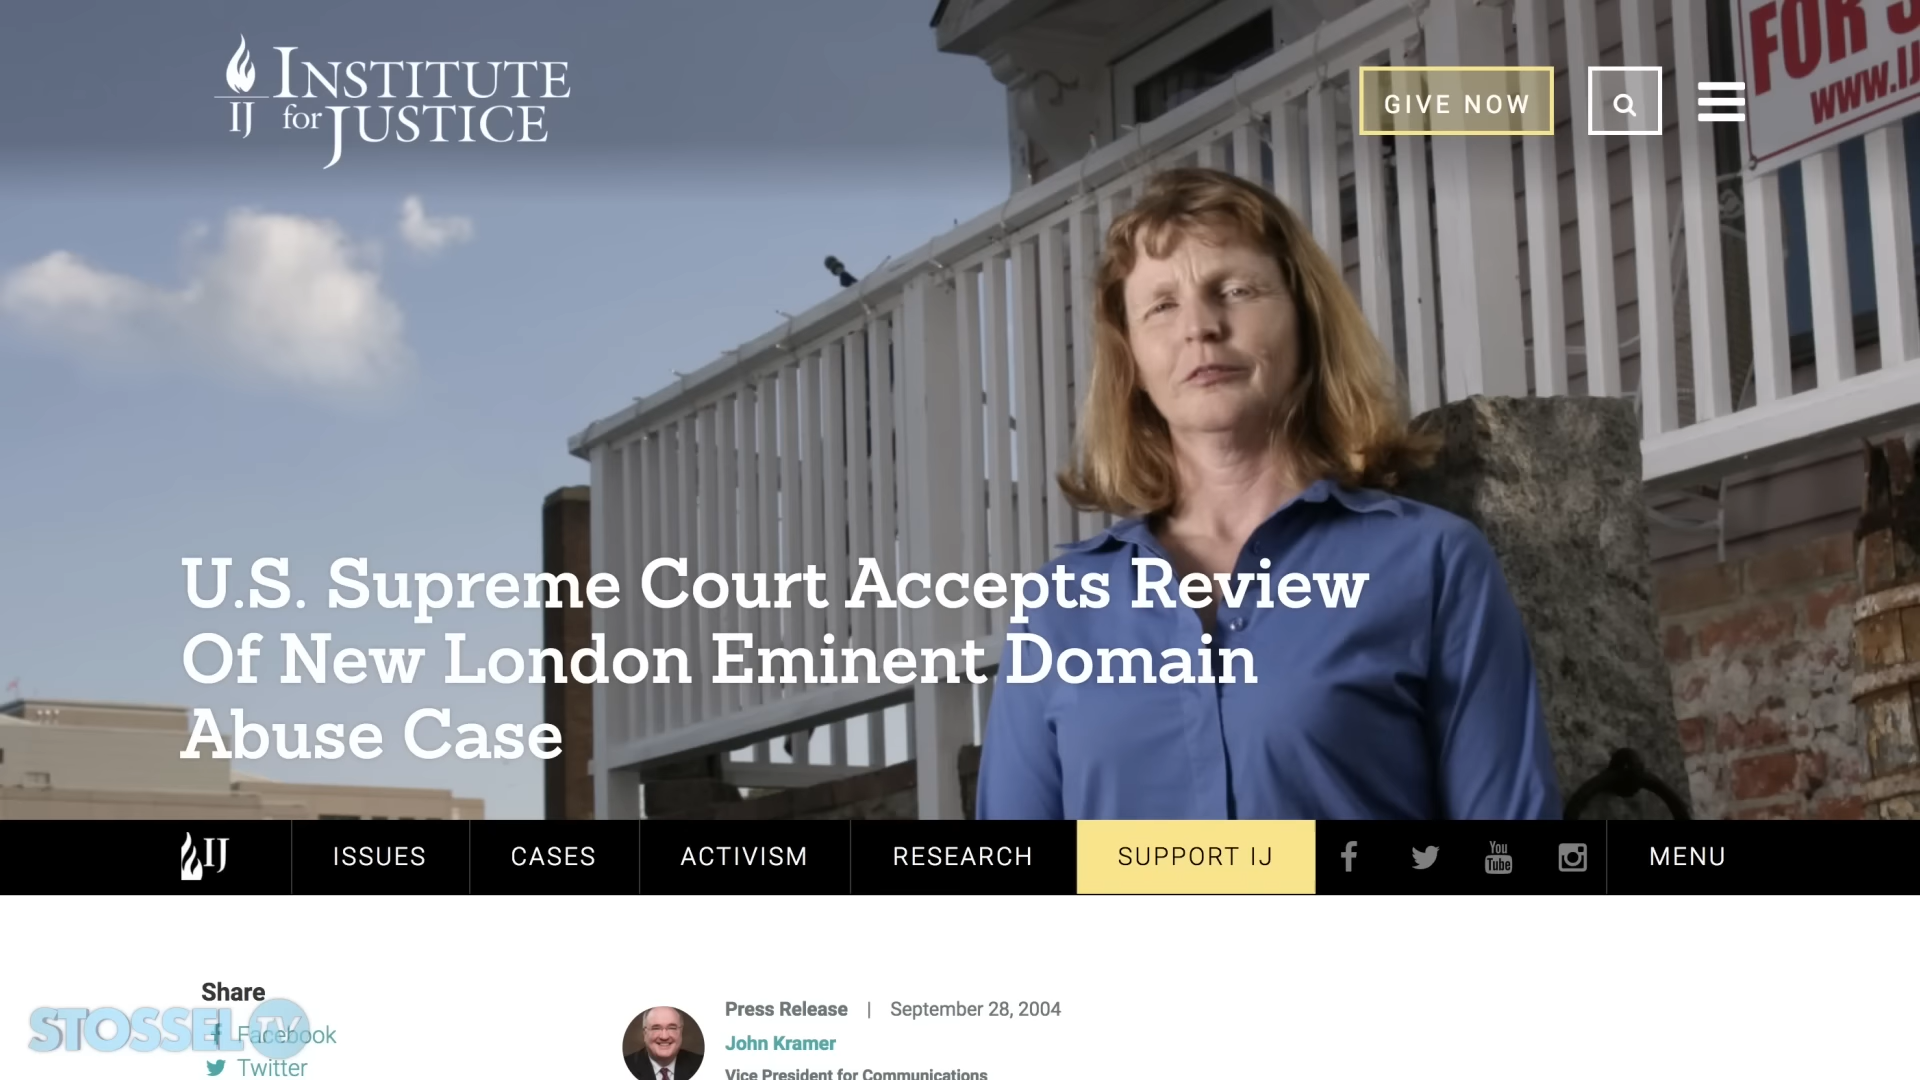 INSTITUTE
for JUSTICE
IJ
GIVE NOW
FOR S
WWW.IJ
U.S. Supreme Court Accepts Review
Of New London Eminent Domain
Abuse Case
IJ
ISSUES
CASES
ACTIVISM
RESEARCH
SUPPORT IJ
You
Tube
MENU
Share
Facebook
Twitter
STOSSEL TV
Press Release | September 28, 2004
John Kramer
Vice President for Communications